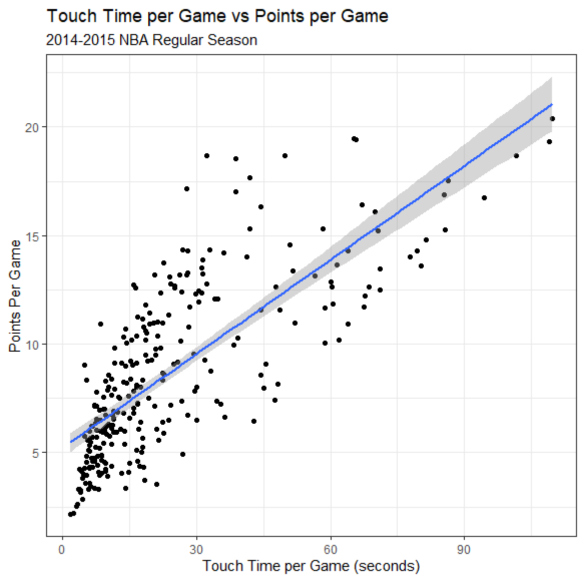 Touch Time per Game vs Points per Game
2014-2015 NBA Regular Season
20
15
10
5
Points Per Game
0 30 60 90
Touch Time per Game (seconds)